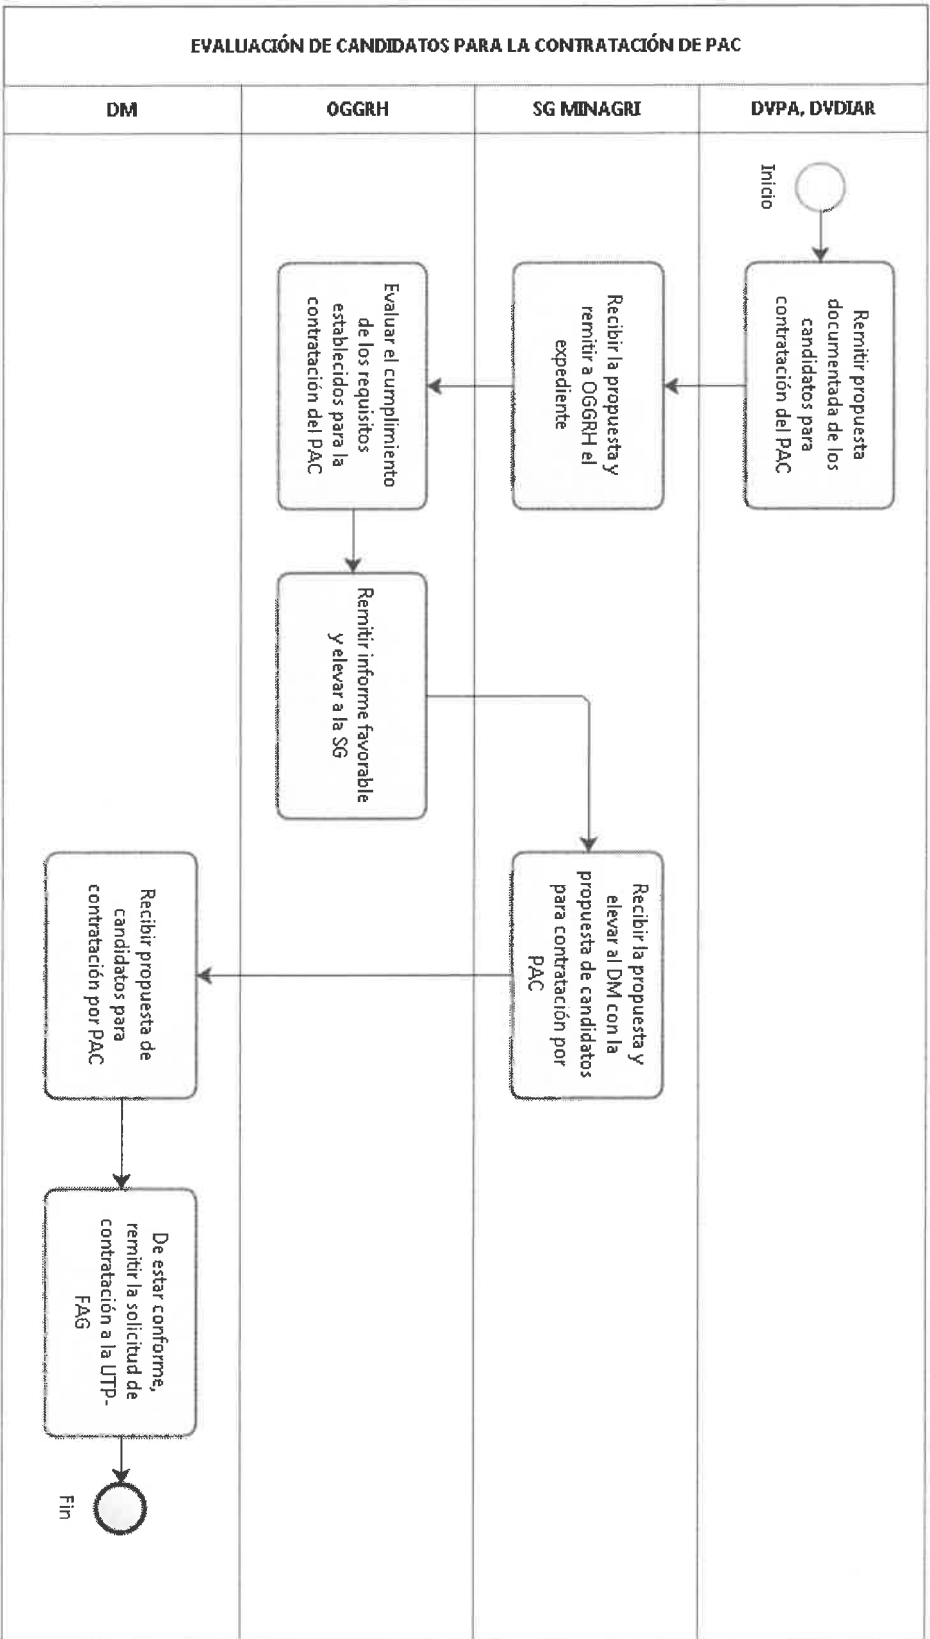 EVALUACIÓN DE CANDIDATOS PARA LA CONTRATACIÓN DE PAC
DM
OGGRH
SG MINAGRI
DVPA, DVDIAR
Inicio
Remitir propuesta
documentada de los
candidatos para
contratación del PAC
Recibir la propuesta y
remitir a OGGRH el
expediente
Evaluar el cumplimiento
de los requisitos
establecidos para la
contratación del PAC
Remitir informe favorable
y elevar a la SG
Recibir la propuesta y
elevar al DM con la
propuesta de candidatos
para contratación por
PAC
Recibir propuesta de
candidatos para
contratación por PAC
De estar conforme,
remitir la solicitud de
contratación a la UTP-
FAG
Fin